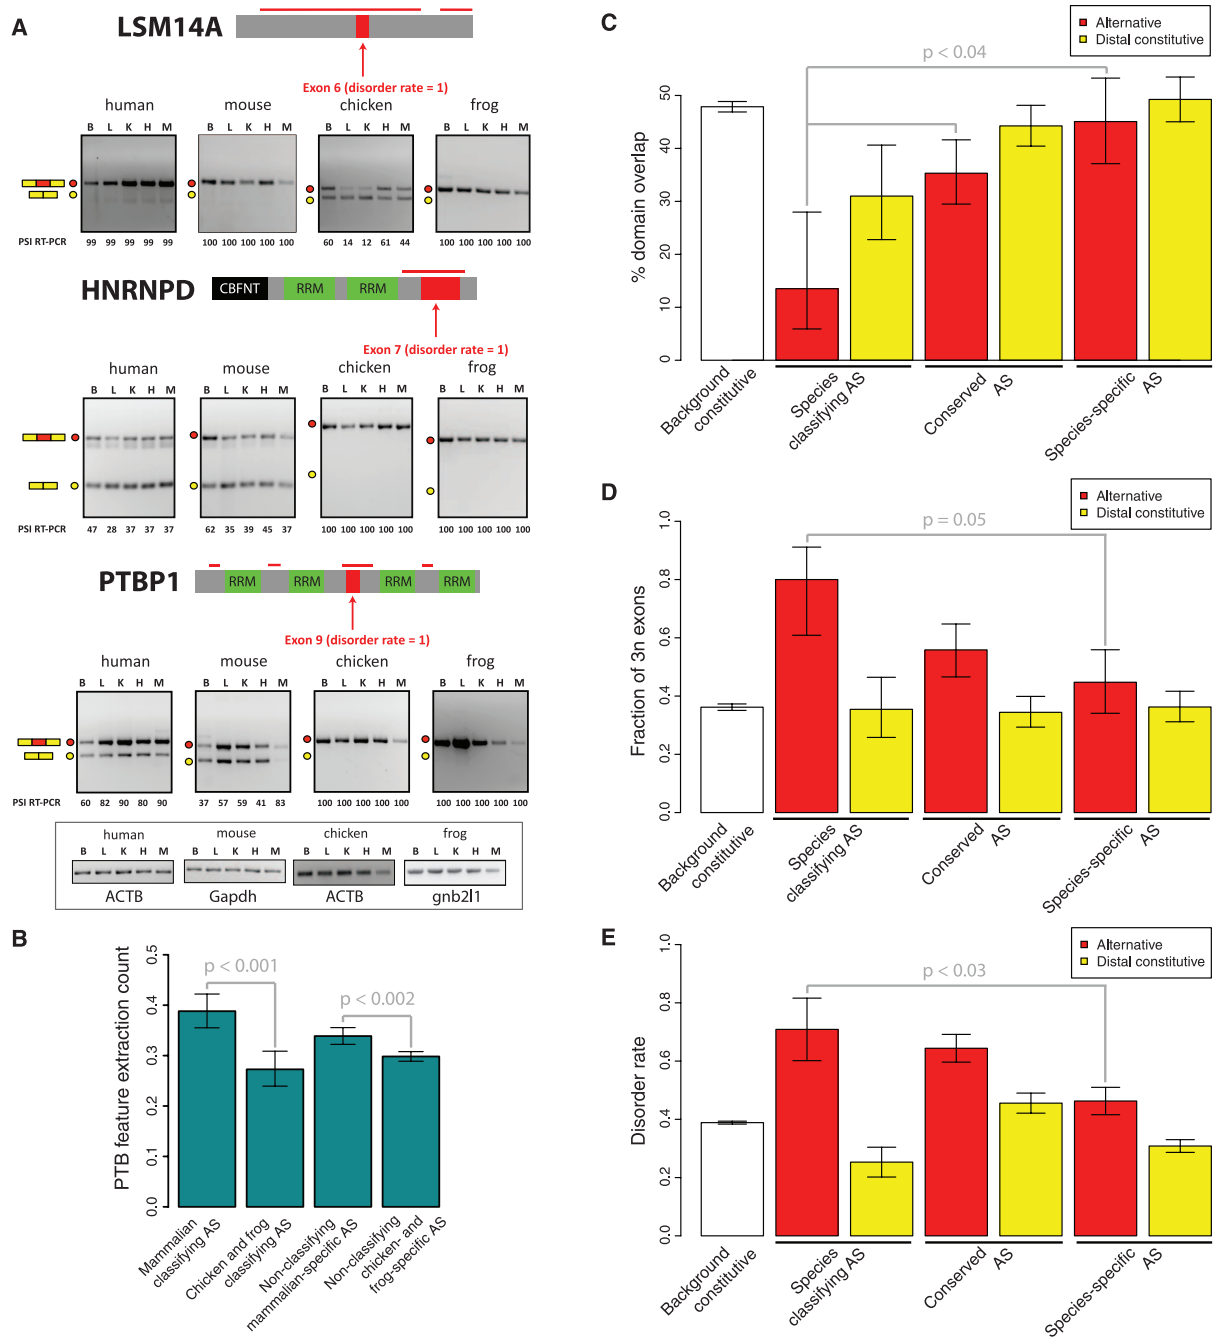 A
LSM14A
Exon 6 (disorder rate = 1)
human mouse chicken frog
B L K H M B L K H M B L K H M B L K H M
PSI RT-PCR 99 99 99 99 99 100 100 100 100 100 60 14 12 61 44 100 100 100 100 100
HNRNPD
CBFNT RRM RRM
Exon 7 (disorder rate = 1)
human mouse chicken frog
B L K H M B L K H M B L K H M B L K H M
PSI RT-PCR 47 28 37 37 37 62 35 39 45 37 100 100 100 100 100 100 100 100 100 100
PTBP1
RRM RRM RRM RRM
Exon 9 (disorder rate = 1)
human mouse chicken frog
B L K H M B L K H M B L K H M B L K H M
PSI RT-PCR 60 82 90 80 90 37 57 59 41 83 100 100 100 100 100 100 100 100 100 100
human mouse chicken frog
B L K H M B L K H M B L K H M B L K H M
ACTB Gapdh ACTB gnb2l1
B
PTB feature extraction count
0.0 0.1 0.2 0.3 0.4 0.5
p < 0.001
p < 0.002
Mammalian
classifying AS
Chicken and frog
classifying AS
Non-classifying
mammalian-specific AS
Non-classifying
chicken- and
frog-specific AS
C
Alternative
Distal constitutive
p < 0.04
% domain overlap
0 10 20 30 40 50
Background
constitutive
Species
classifying AS
Conserved
AS
Species-specific
AS
D
Alternative
Distal constitutive
p = 0.05
Fraction of 3n exons
0.0 0.2 0.4 0.6 0.8 1.0
Background
constitutive
Species
classifying AS
Conserved
AS
Species-specific
AS
E
Alternative
Distal constitutive
p < 0.03
Disorder rate
0.0 0.2 0.4 0.6 0.8 1.0
Background
constitutive
Species
classifying AS
Conserved
AS
Species-specific
AS